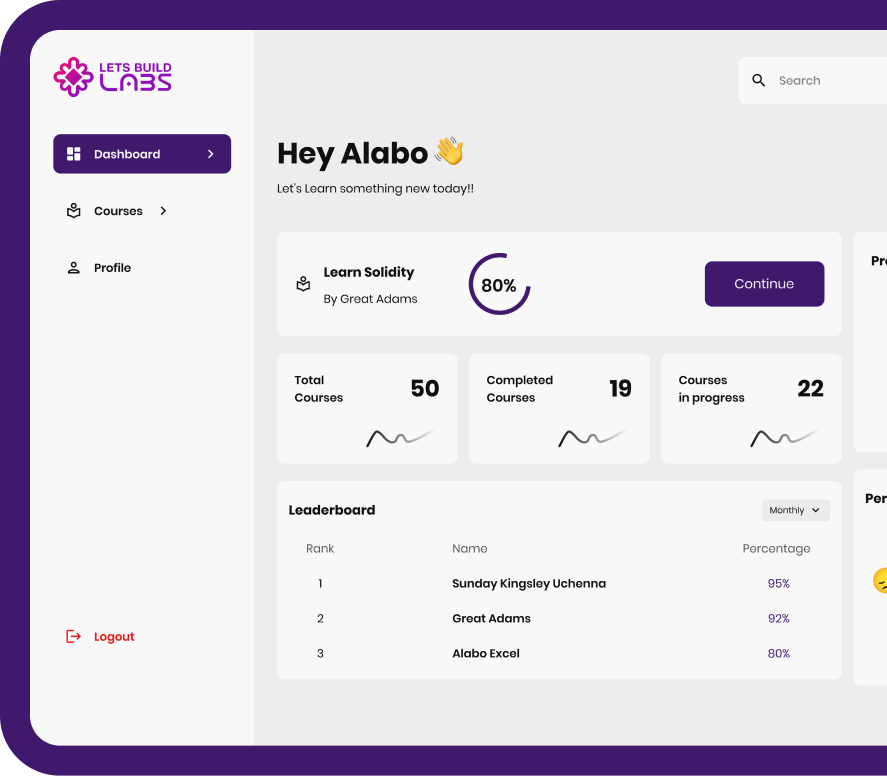 LETS BUILD
LABS
Search
Dashboard
Courses
Profile
Logout
Hey Alabo 👋
Let's Learn something new today!!
Learn Solidity
By Great Adams
80%
Continue
Total
Courses
50
Completed
Courses
19
Courses
in progress
22
Leaderboard
Monthly
Rank Name Percentage
1 Sunday Kingsley Uchenna 95%
2 Great Adams 92%
3 Alabo Excel 80%